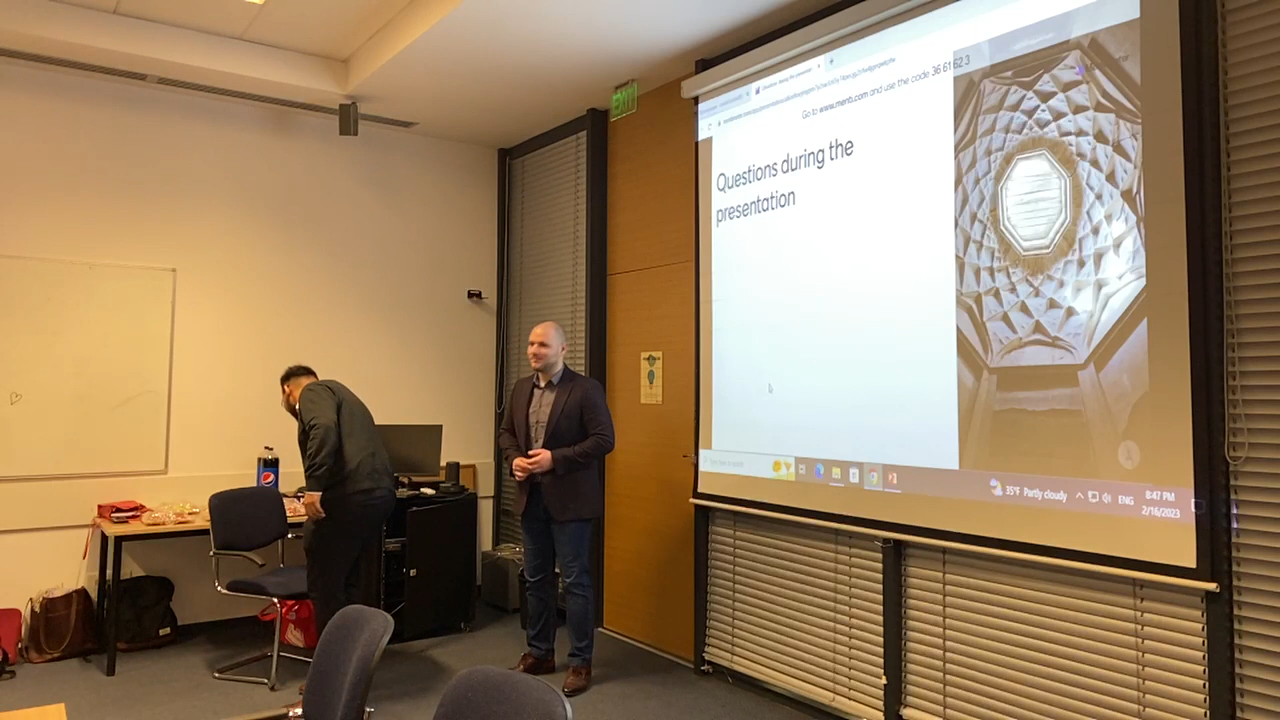 EXIT
Go to www.menti.com and use the code 36 61 62 3
Questions during the
presentation
35°F Partly cloudy
ENG
8:47 PM
2/16/2023